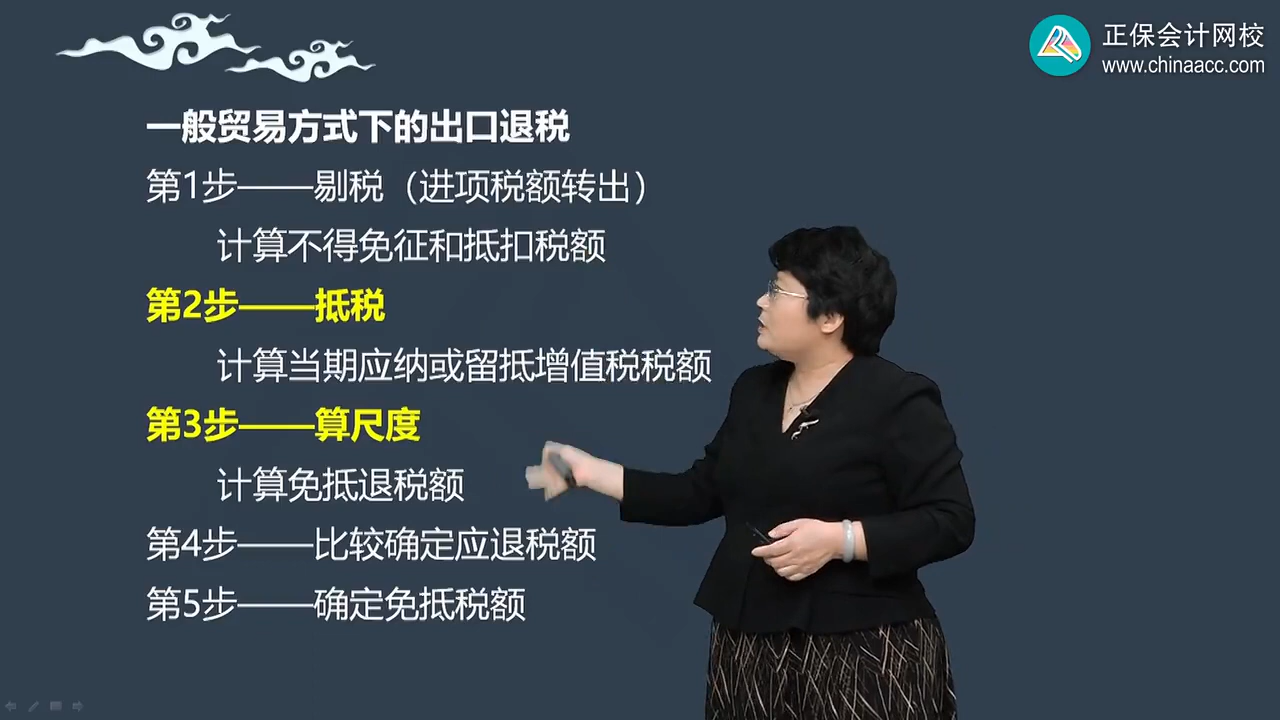 正保会计网校
www.chinaacc.com
一般贸易方式下的出口退税
第1步——剔税（进项税额转出）
计算不得免征和抵扣税额
第2步——抵税
计算当期应纳或留抵增值税税额
第3步——算尺度
计算免抵退税额
第4步——比较确定应退税额
第5步——确定免抵税额